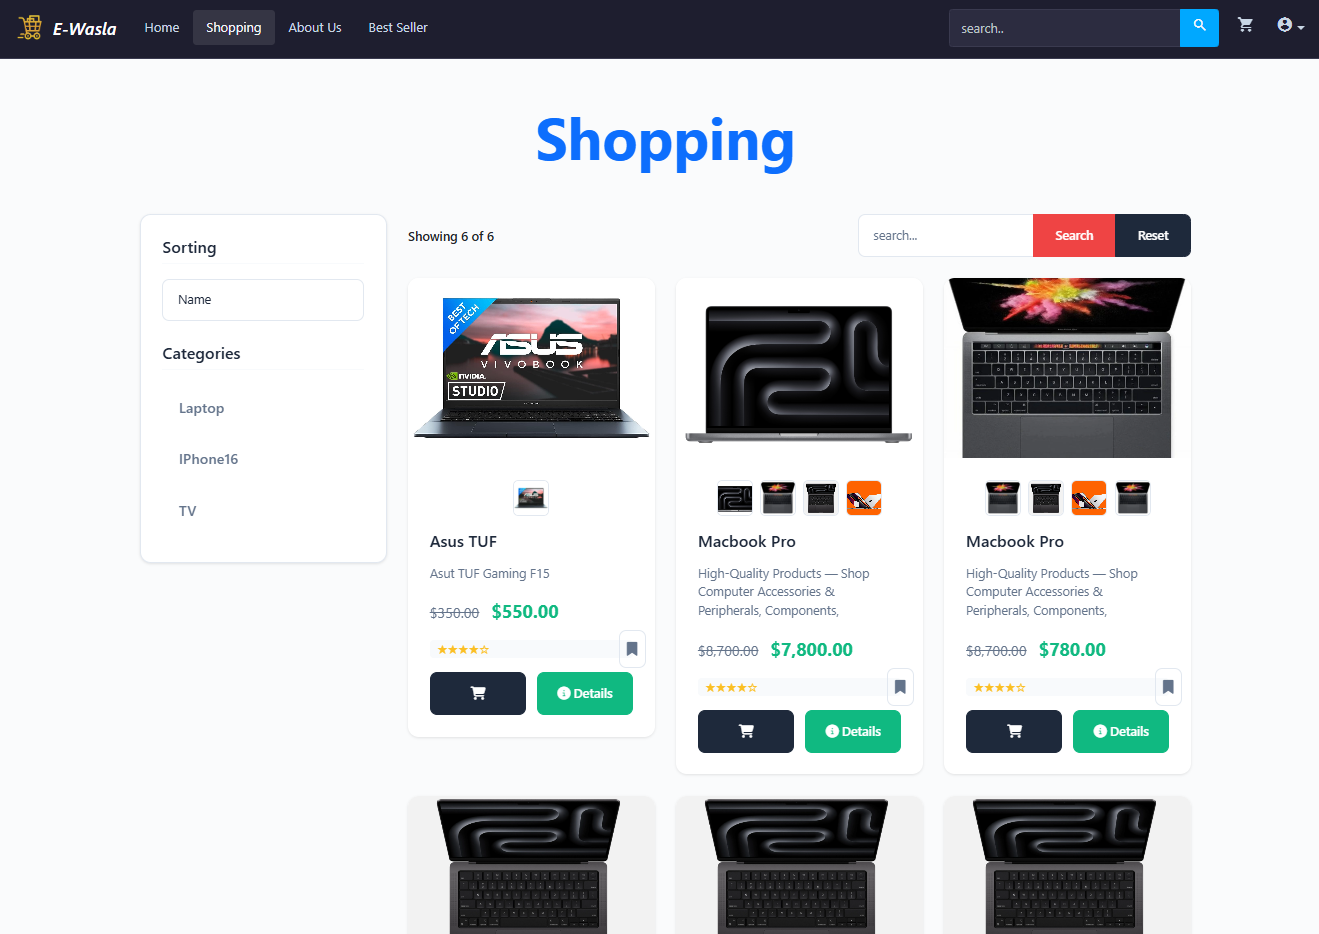 E-Wasla
Home
Shopping
About Us
Best Seller
search..
Shopping
Sorting
Name
Categories
Laptop
IPhone16
TV
Showing 6 of 6
search...
Search
Reset
BEST
OF TECH
ASUS
VIVOBOOK
NVIDIA.
STUDIO
Asus TUF
Asut TUF Gaming F15
$350.00 $550.00
Details
Macbook Pro
High-Quality Products — Shop
Computer Accessories &
Peripherals, Components,
$8,700.00 $7,800.00
Details
Macbook Pro
High-Quality Products — Shop
Computer Accessories &
Peripherals, Components,
$8,700.00 $780.00
Details